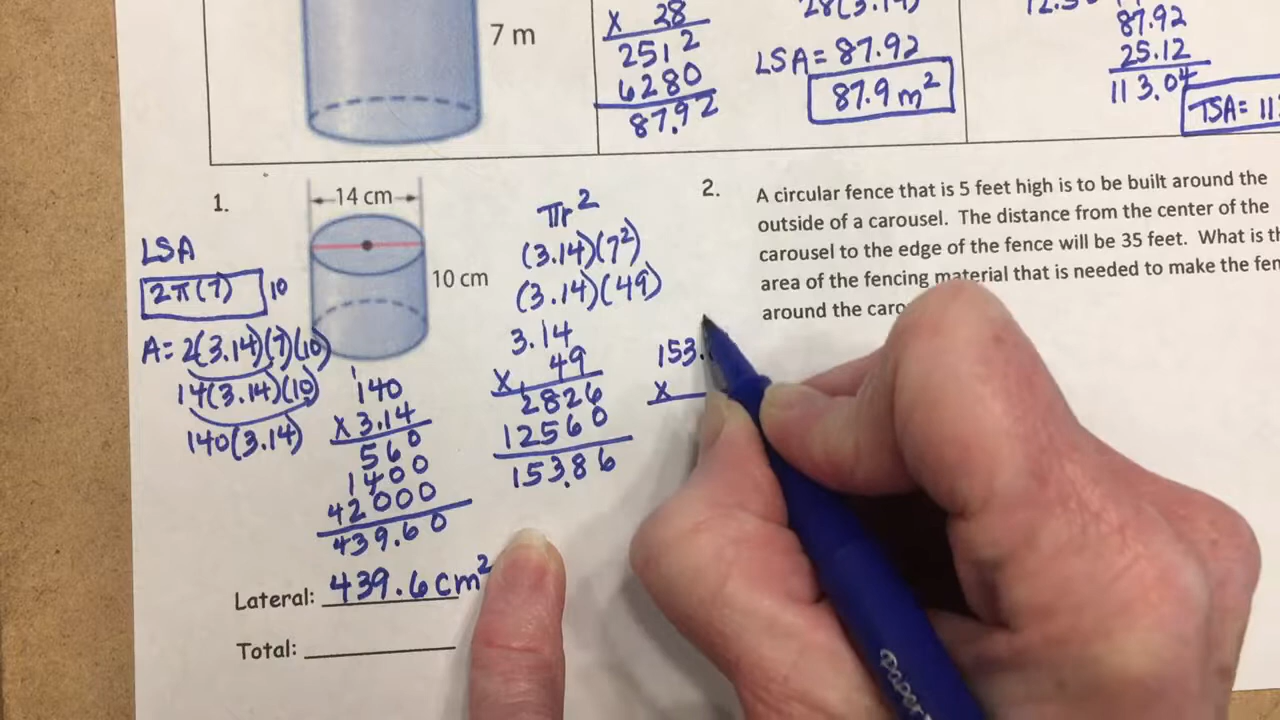 7 m
x 28
2512
6280
87.92
28(3.14)
LSA = 87.92
87.9 m²
87.92
25.12
113.04
TSA = 11
1.
14 cm
10 cm
LSA
2π(7) 10
A = 2(3.14)(7)(10)
14(3.14)(10)
140(3.14)
1
140
x 3.14
560
1400
42000
439.60
πr²
(3.14)(7²)
(3.14)(49)
3.14
x 49
2826
12560
153.86
153.
x
Lateral: 439.6 cm²
Total:
2.
A circular fence that is 5 feet high is to be built around the
outside of a carousel. The distance from the center of the
carousel to the edge of the fence will be 35 feet. What is
area of the fencing material that is needed to make the
around the